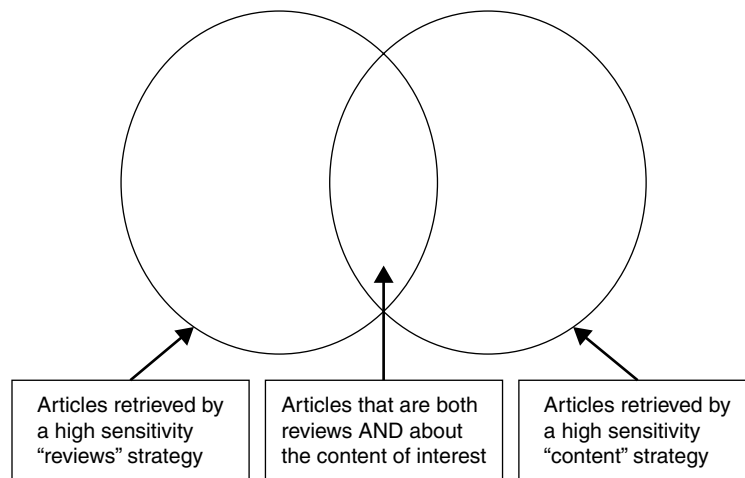 Articles retrieved by
a high sensitivity
“reviews” strategy
Articles that are both
reviews AND about
the content of interest
Articles retrieved by
a high sensitivity
“content” strategy